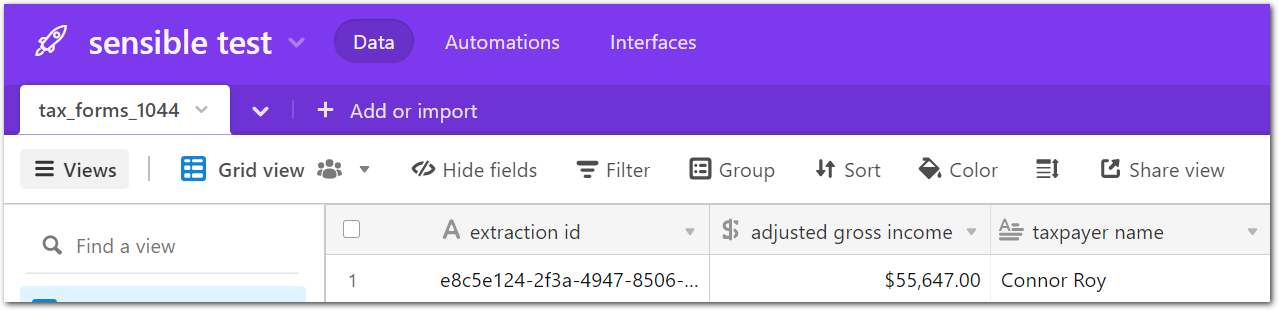 sensible test Data Automations Interfaces
tax_forms_1044 + Add or import
Views Grid view Hide fields Filter Group Sort Color Share view
Find a view A extraction id $ adjusted gross income A taxpayer name
1 e8c5e124-2f3a-4947-8506-... $55,647.00 Connor Roy